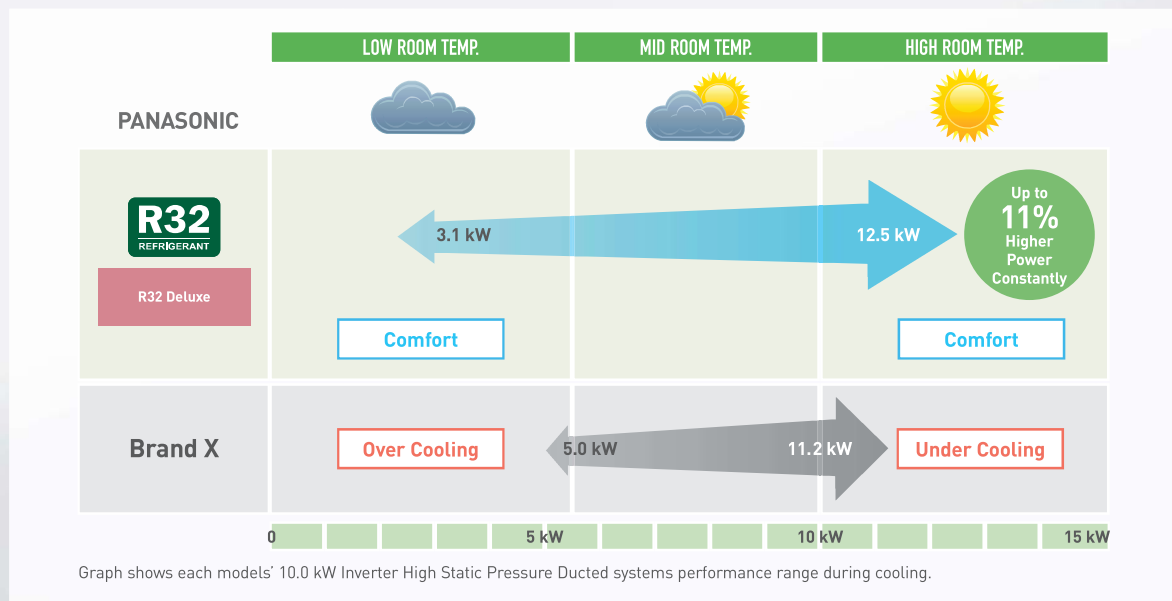 LOW ROOM TEMP.
MID ROOM TEMP.
HIGH ROOM TEMP.
PANASONIC
R32
REFRIGERANT
R32 Deluxe
3.1 kW
12.5 kW
Up to
11%
Higher
Power
Constantly
Comfort
Comfort
Brand X
Over Cooling
5.0 kW
11.2 kW
Under Cooling
0
5 kW
10 kW
15 kW
Graph shows each models’ 10.0 kW Inverter High Static Pressure Ducted systems performance range during cooling.